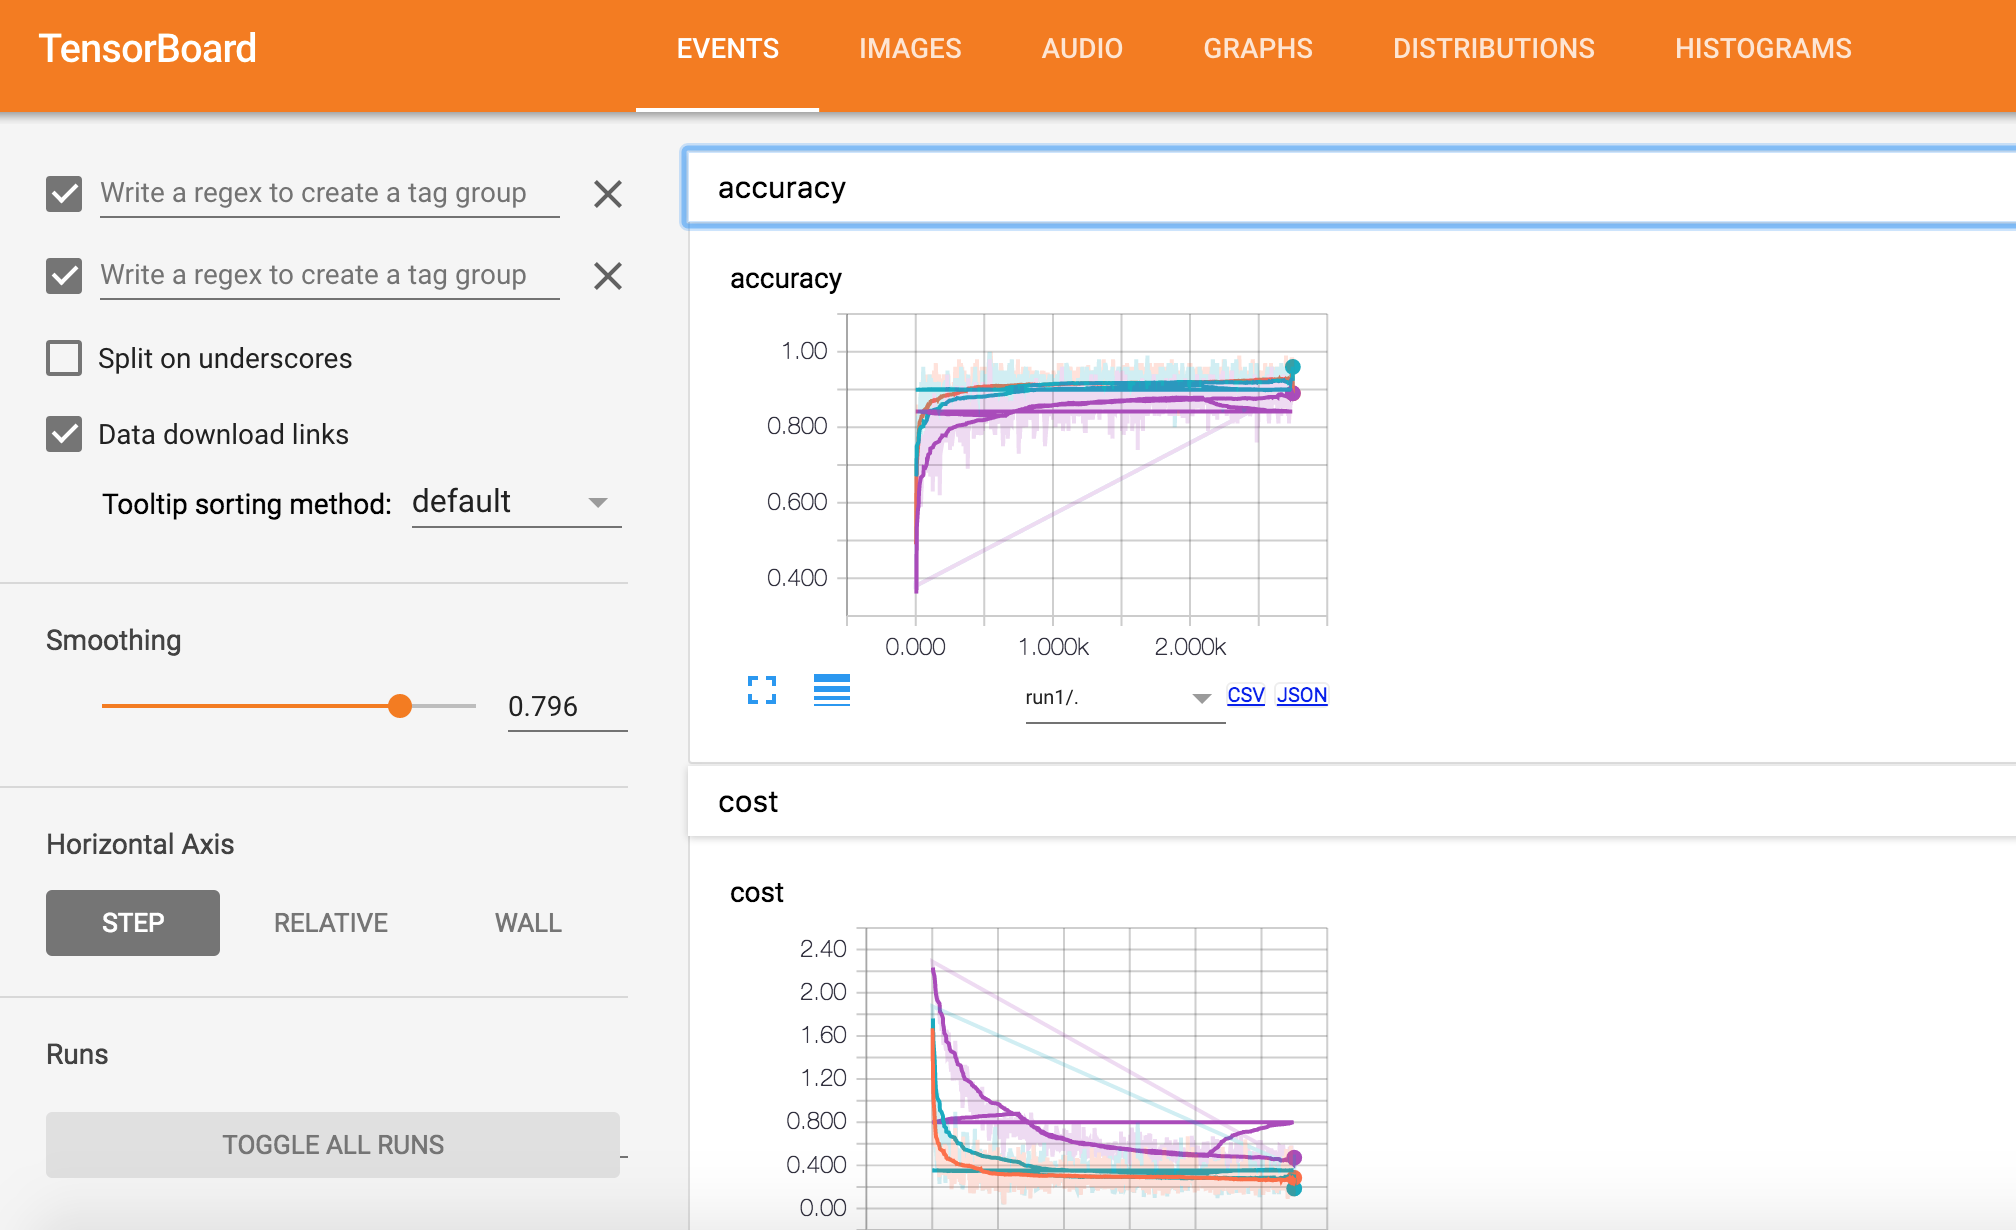 TensorBoard
EVENTS IMAGES AUDIO GRAPHS DISTRIBUTIONS HISTOGRAMS
Write a regex to create a tag group
Write a regex to create a tag group
Split on underscores
Data download links
Tooltip sorting method: default
Smoothing
0.796
Horizontal Axis
STEP RELATIVE WALL
Runs
TOGGLE ALL RUNS
accuracy
accuracy
1.00
0.800
0.600
0.400
0.000 1.000k 2.000k
run1/. CSV JSON
cost
cost
2.40
2.00
1.60
1.20
0.800
0.400
0.00